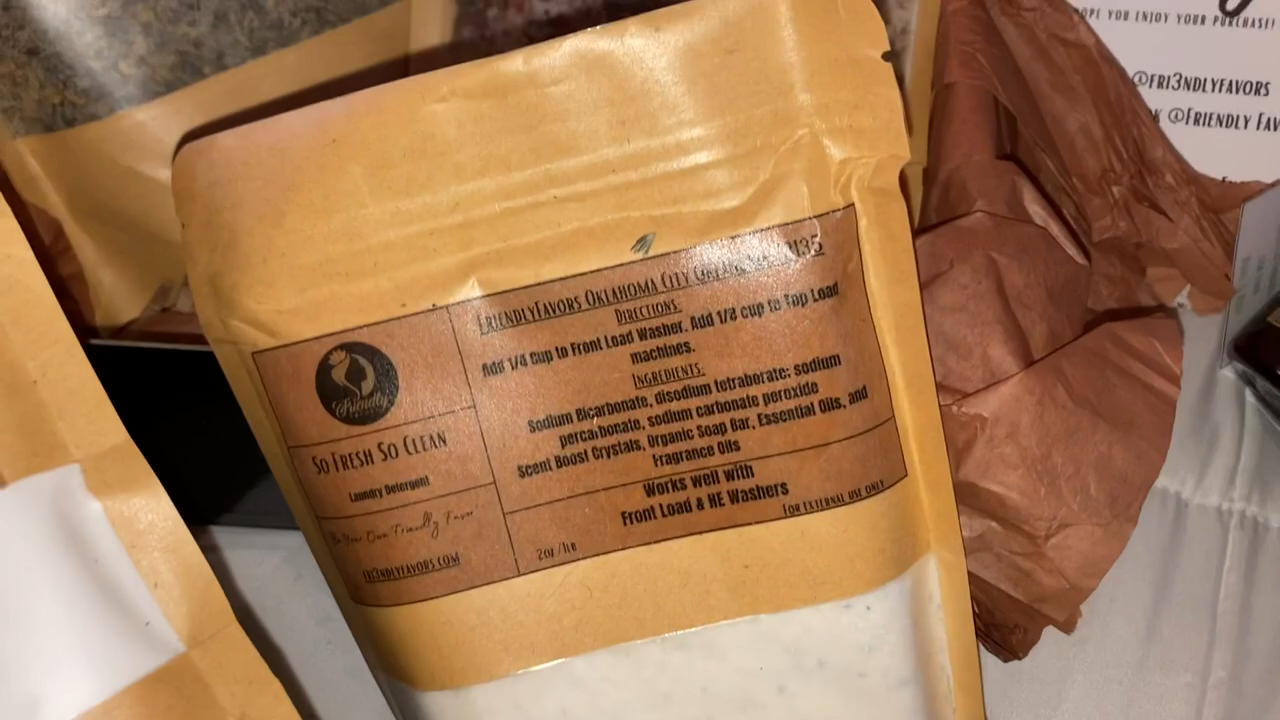 OPE YOU ENJOY YOUR PURCHASE!
@FRI3NDLYFAVORS
K @FRIENDLY FAV
FRIENDLYFAVORS OKLAHOMA CITY
DIRECTIONS:
Add 1/4 cup to Front Load Washer. Add 1/8 cup to Top Load
machines.
INGREDIENTS:
Sodium Bicarbonate, disodium tetraborate; sodium
percarbonate, sodium carbonate peroxide
Scent Boost Crystals, Organic Soap Bar, Essential Oils, and
Fragrance Oils
Works well with
Front Load & HE Washers
FOR EXTERNAL USE ONLY
2oz /1lb
Friendly
SO FRESH SO CLEAN
Laundry Detergent
Be Your Own Friendly Favor
FRI3NDLYFAVORS.COM